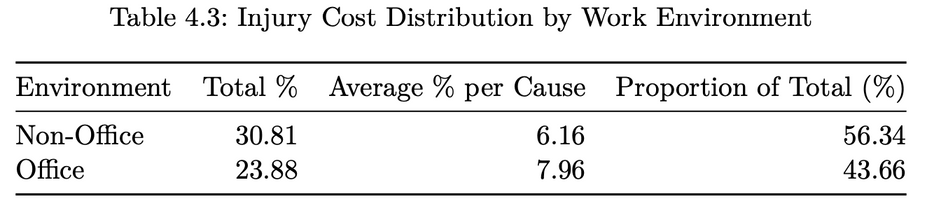 Table 4.3: Injury Cost Distribution by Work Environment
Environment Total % Average % per Cause Proportion of Total (%)
Non-Office 30.81 6.16 56.34
Office 23.88 7.96 43.66